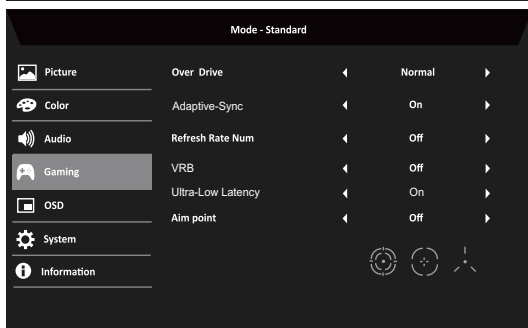 Mode - Standard
Picture
Over Drive Normal
Color
Adaptive-Sync On
Audio
Refresh Rate Num Off
Gaming
VRB Off
Ultra-Low Latency On
OSD
Aim point Off
System
Information